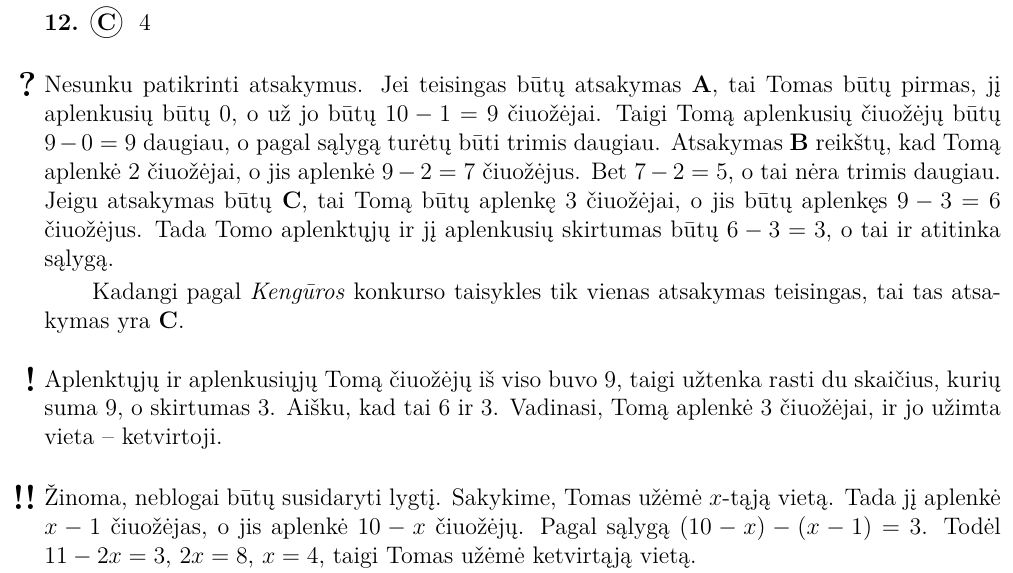 12. C 4
? Nesunku patikrinti atsakymus. Jei teisingas būtų atsakymas A, tai Tomas būtų pirmas, jį
aplenkusių būtų 0, o už jo būtų 10 − 1 = 9 čiuožėjai. Taigi Tomą aplenkusių čiuožėjų būtų
9 − 0 = 9 daugiau, o pagal sąlygą turėtų būti trimis daugiau. Atsakymas B reikštų, kad Tomą
aplenkė 2 čiuožėjai, o jis aplenkė 9 − 2 = 7 čiuožėjus. Bet 7 − 2 = 5, o tai nėra trimis daugiau.
Jeigu atsakymas būtų C, tai Tomą būtų aplenkę 3 čiuožėjai, o jis būtų aplenkęs 9 − 3 = 6
čiuožėjus. Tada Tomo aplenktųjų ir jį aplenkusių skirtumas būtų 6 − 3 = 3, o tai ir atitinka
sąlygą.
Kadangi pagal Kengūros konkurso taisykles tik vienas atsakymas teisingas, tai tas atsa-
kymas yra C.
! Aplenktųjų ir aplenkusiųjų Tomą čiuožėjų iš viso buvo 9, taigi užtenka rasti du skaičius, kurių
suma 9, o skirtumas 3. Aišku, kad tai 6 ir 3. Vadinasi, Tomą aplenkė 3 čiuožėjai, ir jo užimta
vieta – ketvirtoji.
!! Žinoma, neblogai būtų susidaryti lygtį. Sakykime, Tomas užėmė x-tąją vietą. Tada jį aplenkė
x − 1 čiuožėjas, o jis aplenkė 10 − x čiuožėjų. Pagal sąlygą (10 − x) − (x − 1) = 3. Todėl
11 − 2x = 3, 2x = 8, x = 4, taigi Tomas užėmė ketvirtąją vietą.